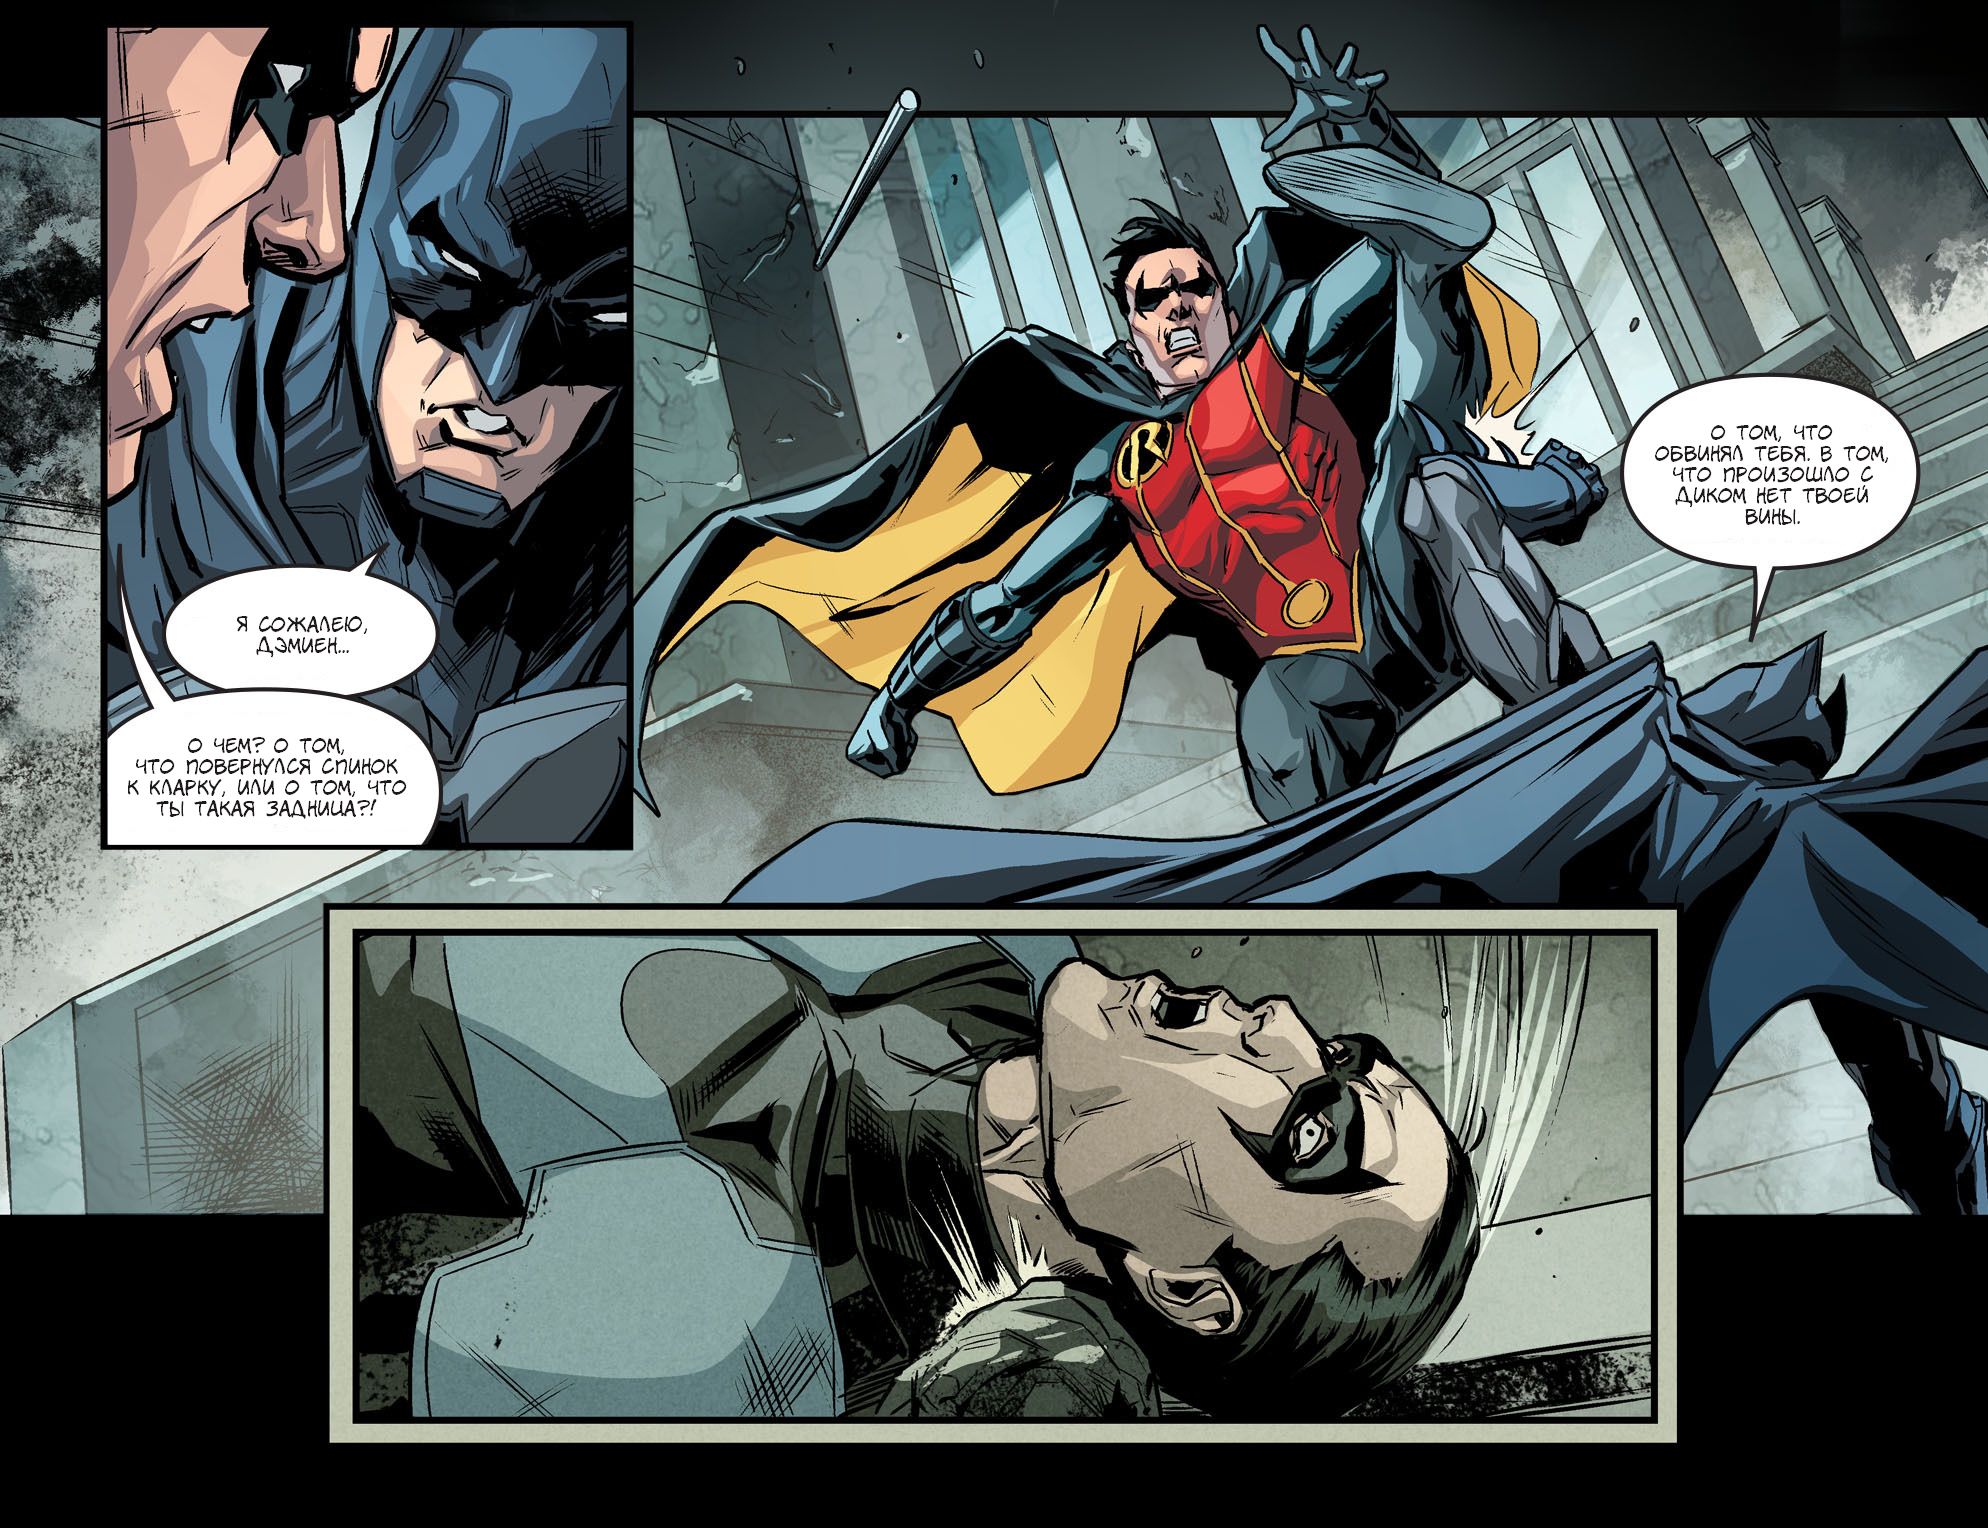 Я СОЖАЛЕЮ,
ДЭМИЕН...
О ЧЕМ? О ТОМ,
ЧТО ПОВЕРНУЛСЯ СПИНОК
К КЛАРКУ, ИЛИ О ТОМ, ЧТО
ТЫ ТАКАЯ ЗАДНИЦА?!
О ТОМ, ЧТО
ОБВИНЯЛ ТЕБЯ. В ТОМ,
ЧТО ПРОИЗОШЛО С
ДИКОМ НЕТ ТВОЕЙ
ВИНЫ.
R